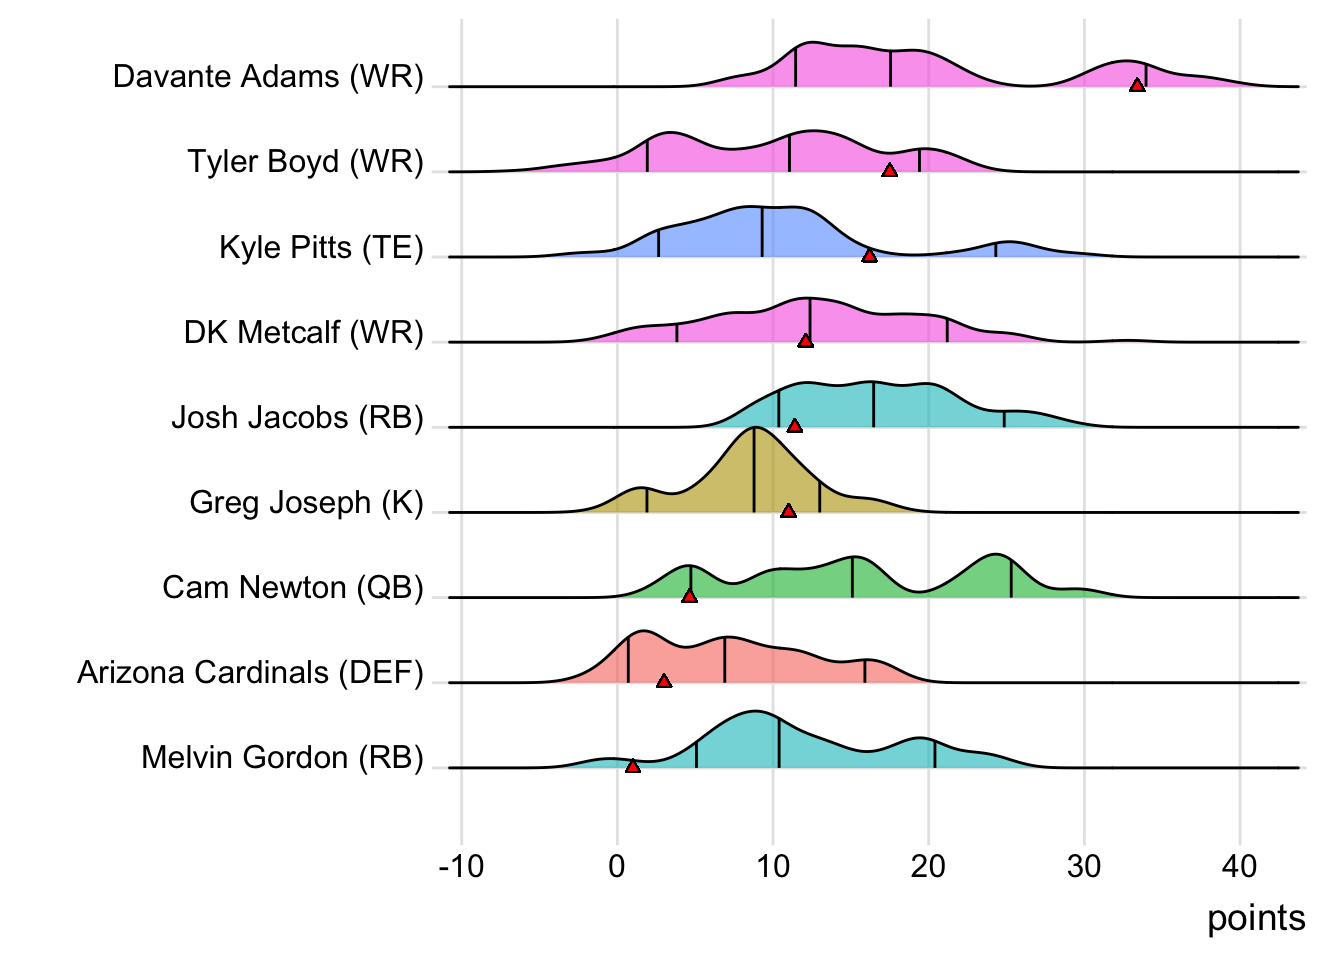 Davante Adams (WR)
Tyler Boyd (WR)
Kyle Pitts (TE)
DK Metcalf (WR)
Josh Jacobs (RB)
Greg Joseph (K)
Cam Newton (QB)
Arizona Cardinals (DEF)
Melvin Gordon (RB)
-10 0 10 20 30 40
points